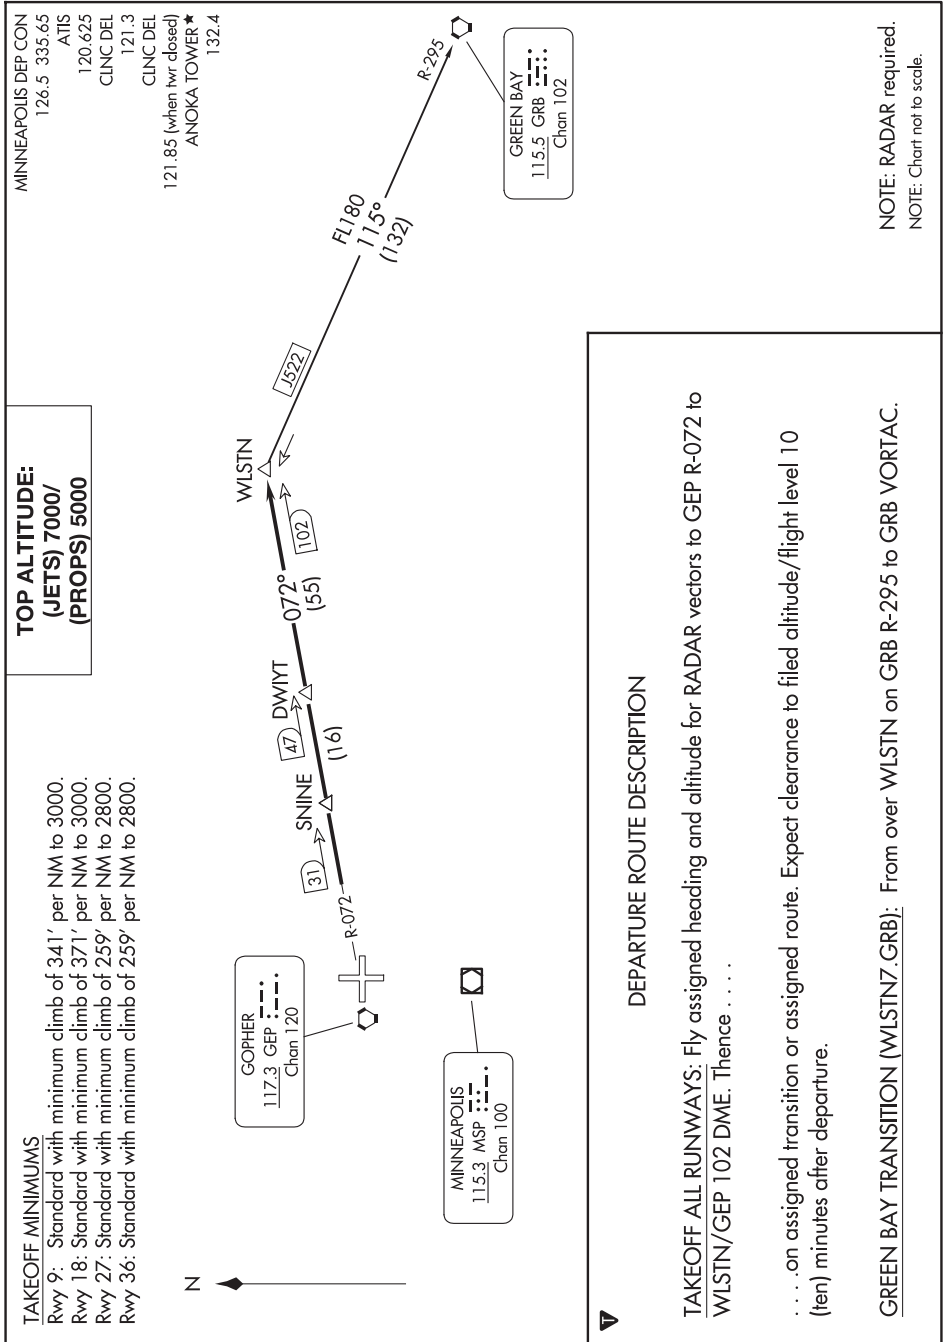 TAKEOFF MINIMUMS
Rwy 9: Standard with minimum climb of 341' per NM to 3000.
Rwy 18: Standard with minimum climb of 371' per NM to 3000.
Rwy 27: Standard with minimum climb of 259' per NM to 2800.
Rwy 36: Standard with minimum climb of 259' per NM to 2800.
TOP ALTITUDE:
(JETS) 7000/
(PROPS) 5000
MINNEAPOLIS DEP CON
126.5 335.65
ATIS
120.625
CLNC DEL
121.3
CLNC DEL
121.85 (when twr closed)
ANOKA TOWER★
132.4
N
GOPHER
117.3 GEP
Chan 120
R-072
31
SNINE
(16)
47
DWIYT
072°
(55)
102
WLSTN
J522
FL180
115°
(132)
R-295
GREEN BAY
115.5 GRB
Chan 102
MINNEAPOLIS
115.3 MSP
Chan 100
NOTE: RADAR required.
NOTE: Chart not to scale.
T
DEPARTURE ROUTE DESCRIPTION
TAKEOFF ALL RUNWAYS: Fly assigned heading and altitude for RADAR vectors to GEP R-072 to
WLSTN/GEP 102 DME. Thence . . . .
. . . .on assigned transition or assigned route. Expect clearance to filed altitude/flight level 10
(ten) minutes after departure.
GREEN BAY TRANSITION (WLSTN7.GRB): From over WLSTN on GRB R-295 to GRB VORTAC.